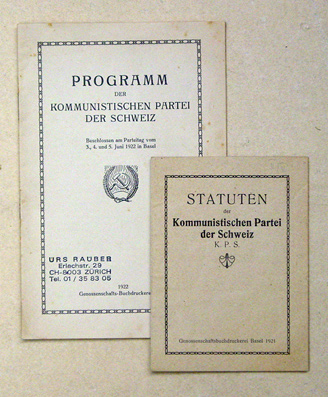 PROGRAMM
DER
KOMMUNISTISCHEN PARTEI
DER SCHWEIZ
Beschlossen am Parteitag vom
3., 4. und 5. Juni 1922 in Basel
URS RAUBER
Erlachstr. 29
CH-8003 ZÜRICH
Tel. 01 / 35 83 05
1922
Genossenschafts-Buchdruckerei
STATUTEN
der
Kommunistischen Partei
der Schweiz
K. P. S.
Genossenschaftsbuchdruckerei Basel 1921